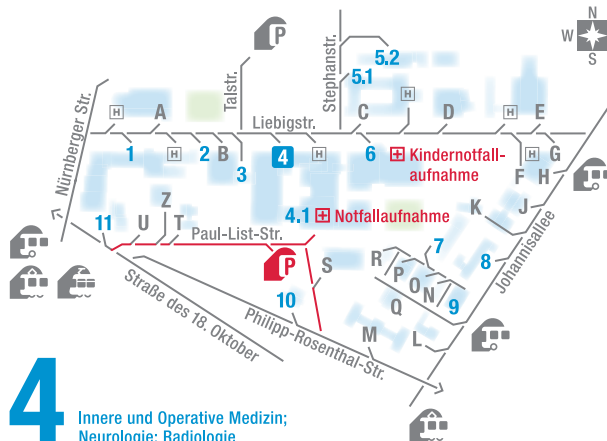 N
W
S
P
5.2
5.1
Nürnberger Str.
Talstr.
Stephanstr.
H
A
H
C
D
H
E
Liebigstr.
1
H
2
B
3
4
H
6
Kindernotfall-
aufnahme
F
H
G
H
Z
11
U
T
4.1
Notfallaufnahme
Paul-List-Str.
P
S
K
J
7
8
Johannisallee
R
P
O
N
9
Q
10
M
L
Straße des 18. Oktober
Philipp-Rosenthal-Str.
4
Innere und Operative Medizin;
Neurologie; Radiologie